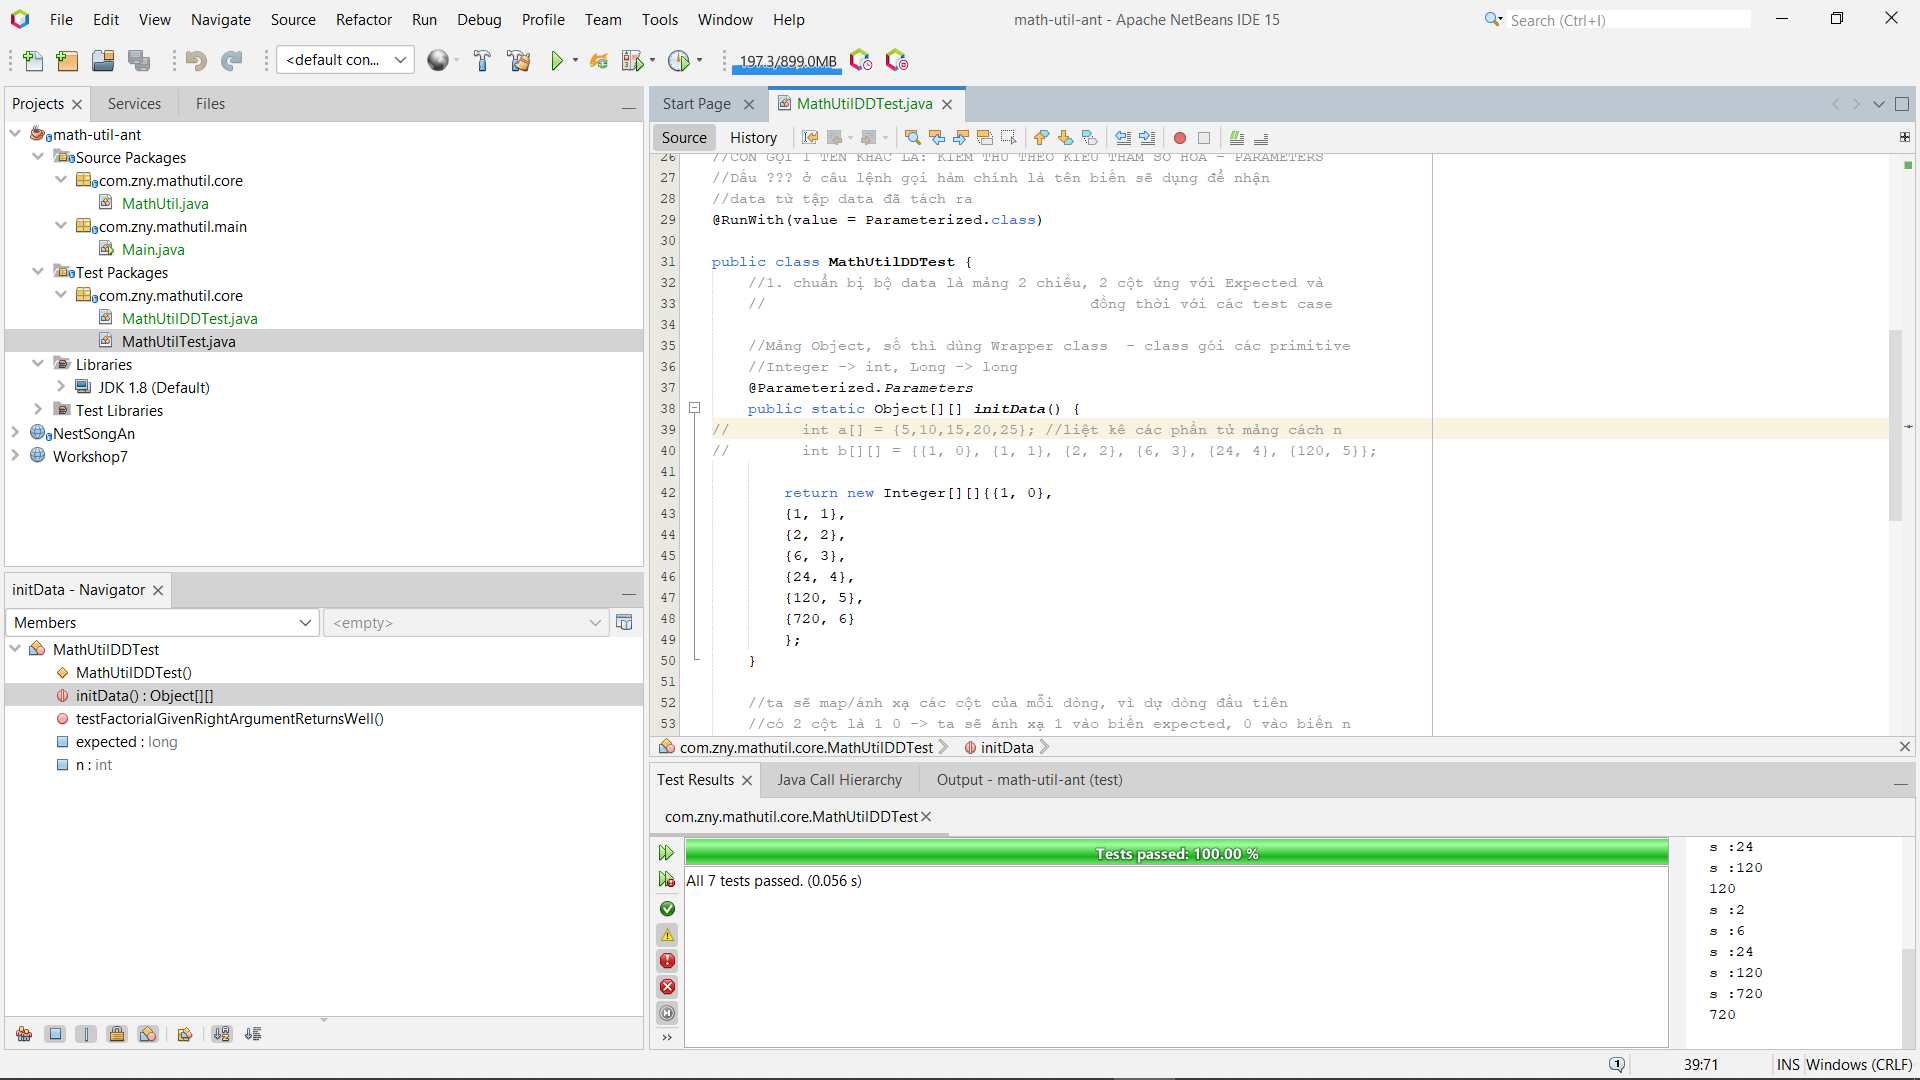 File Edit View Navigate Source Refactor Run Debug Profile Team Tools Window Help
math-util-ant - Apache NetBeans IDE 15
Search (Ctrl+I)
<default con...
197.3/899.0MB
Projects Services Files
math-util-ant
Source Packages
com.zny.mathutil.core
MathUtil.java
com.zny.mathutil.main
Main.java
Test Packages
com.zny.mathutil.core
MathUtilDDTest.java
MathUtilTest.java
Libraries
JDK 1.8 (Default)
Test Libraries
NestSongAn
Workshop7
initData - Navigator
Members <empty>
MathUtilDDTest
MathUtilDDTest()
initData() : Object[][]
testFactorialGivenRightArgumentReturnsWell()
expected : long
n : int
Start Page MathUtilDDTest.java
Source History
26 //CÒN GỌI 1 TÊN KHÁC LÀ: KIỂM THỬ THEO KIỂU THAM SỐ HÓA - PARAMETERS
27 //Dấu ??? ở câu lệnh gọi hàm chính là tên biến sẽ dụng để nhận
28 //data từ tập data đã tách ra
29 @RunWith(value = Parameterized.class)
30
31 public class MathUtilDDTest {
32 //1. chuẩn bị bộ data là mảng 2 chiều, 2 cột ứng với Expected và
33 // đồng thời với các test case
34
35 //Mảng Object, số thì dùng Wrapper class - class gói các primitive
36 //Integer -> int, Long -> long
37 @Parameterized.Parameters
38 public static Object[][] initData() {
39 // int a[] = {5,10,15,20,25}; //liệt kê các phần tử mảng cách n
40 // int b[][] = {{1, 0}, {1, 1}, {2, 2}, {6, 3}, {24, 4}, {120, 5}};
41
42 return new Integer[][]{{1, 0},
43 {1, 1},
44 {2, 2},
45 {6, 3},
46 {24, 4},
47 {120, 5},
48 {720, 6}
49 };
50 }
51
52 //ta sẽ map/ánh xạ các cột của mỗi dòng, vì dụ dòng đầu tiên
53 //có 2 cột là 1 0 -> ta sẽ ánh xạ 1 vào biến expected, 0 vào biến n
com.zny.mathutil.core.MathUtilDDTest initData
Test Results Java Call Hierarchy Output - math-util-ant (test)
com.zny.mathutil.core.MathUtilDDTest
Tests passed: 100.00 %
All 7 tests passed. (0.056 s)
s :24
s :120
120
s :2
s :6
s :24
s :120
s :720
720
1 39:71 INS Windows (CRLF)